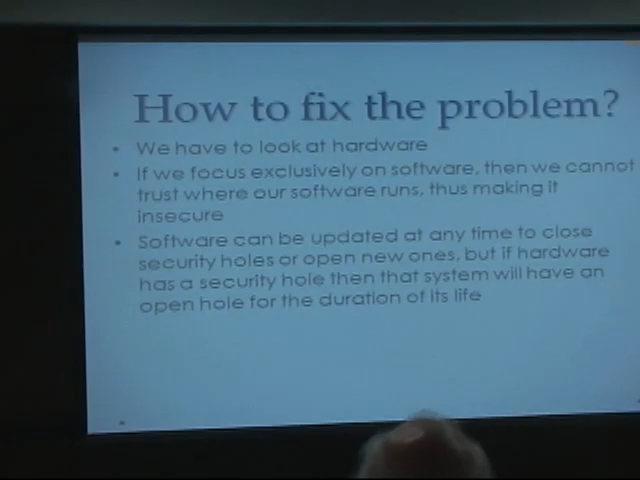 How to fix the problem?
• We have to look at hardware
• If we focus exclusively on software, then we cannot
trust where our software runs, thus making it
insecure
• Software can be updated at any time to close
security holes or open new ones, but if hardware
has a security hole then that system will have an
open hole for the duration of its life